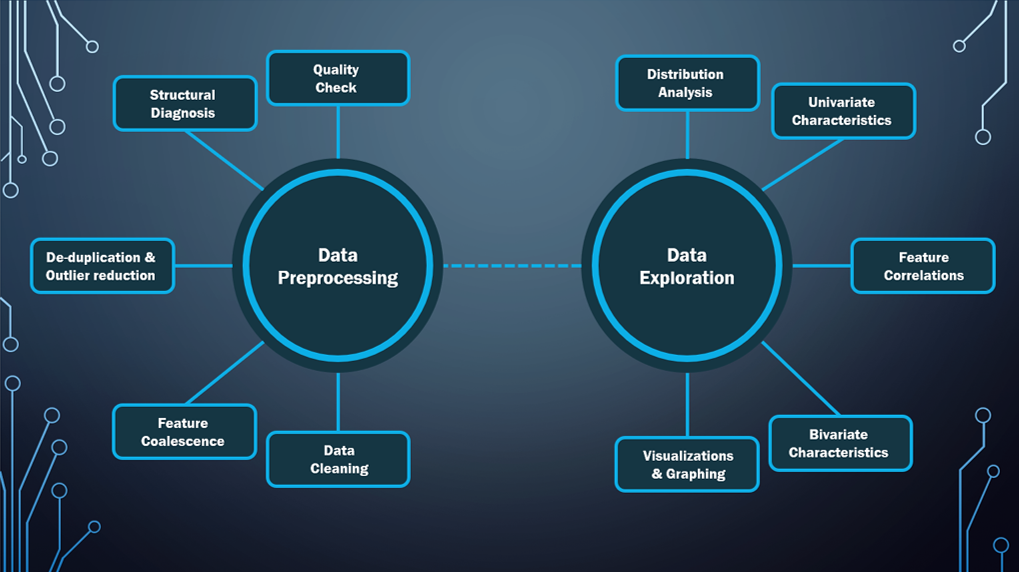 Quality
Check
Structural
Diagnosis
De-duplication &
Outlier reduction
Data
Preprocessing
Feature
Coalescence
Data
Cleaning
Distribution
Analysis
Univariate
Characteristics
Data
Exploration
Feature
Correlations
Bivariate
Characteristics
Visualizations
& Graphing